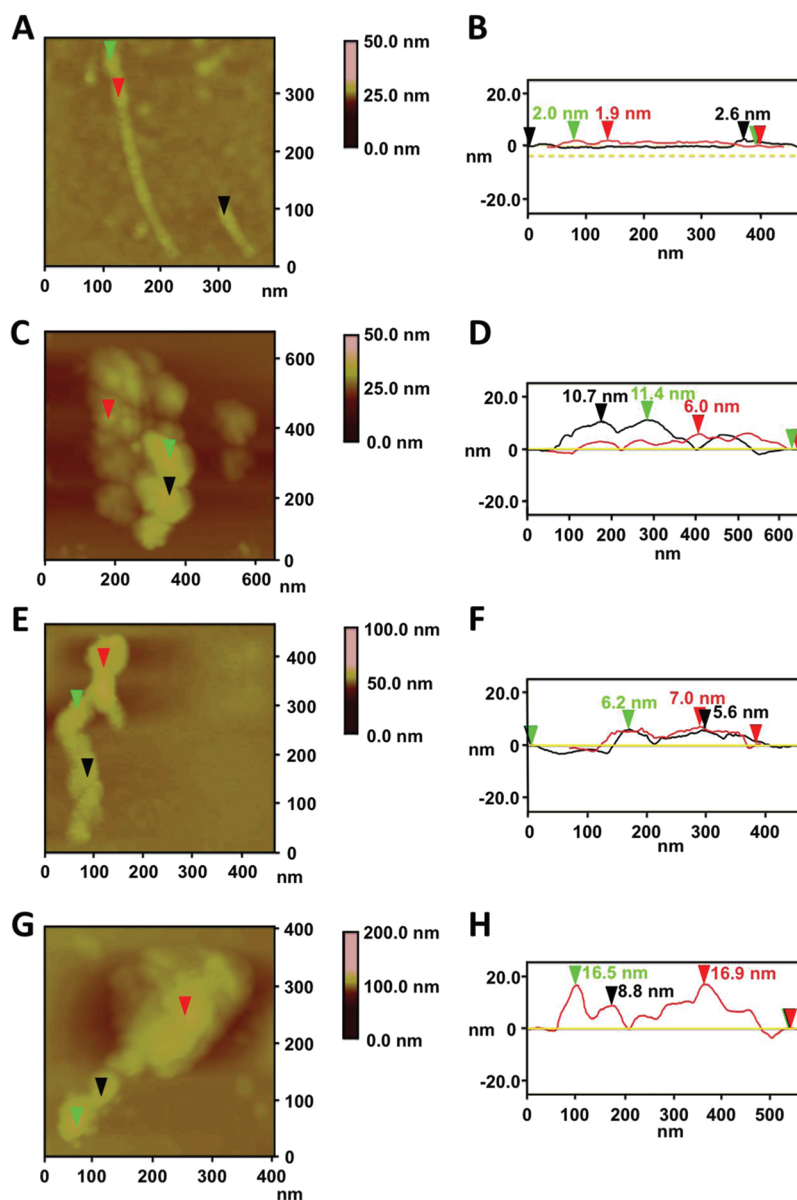 A
50.0 nm
25.0 nm
0.0 nm
300
200
100
0
0 100 200 300 nm
B
20.0
nm 0
-20.0
2.0 nm 1.9 nm 2.6 nm
0 100 200 300 400
nm
C
50.0 nm
25.0 nm
0.0 nm
600
400
200
0
0 200 400 600 nm
D
20.0
nm 0
-20.0
10.7 nm 11.4 nm 6.0 nm
0 100 200 300 400 500 600
nm
E
100.0 nm
50.0 nm
0.0 nm
400
300
200
100
0
0 100 200 300 400 nm
F
20.0
nm 0
-20.0
6.2 nm 7.0 nm 5.6 nm
0 100 200 300 400
nm
G
200.0 nm
100.0 nm
0.0 nm
400
300
200
100
0
0 100 200 300 400
nm
H
20.0
nm 0
-20.0
16.5 nm 8.8 nm 16.9 nm
0 100 200 300 400 500
nm